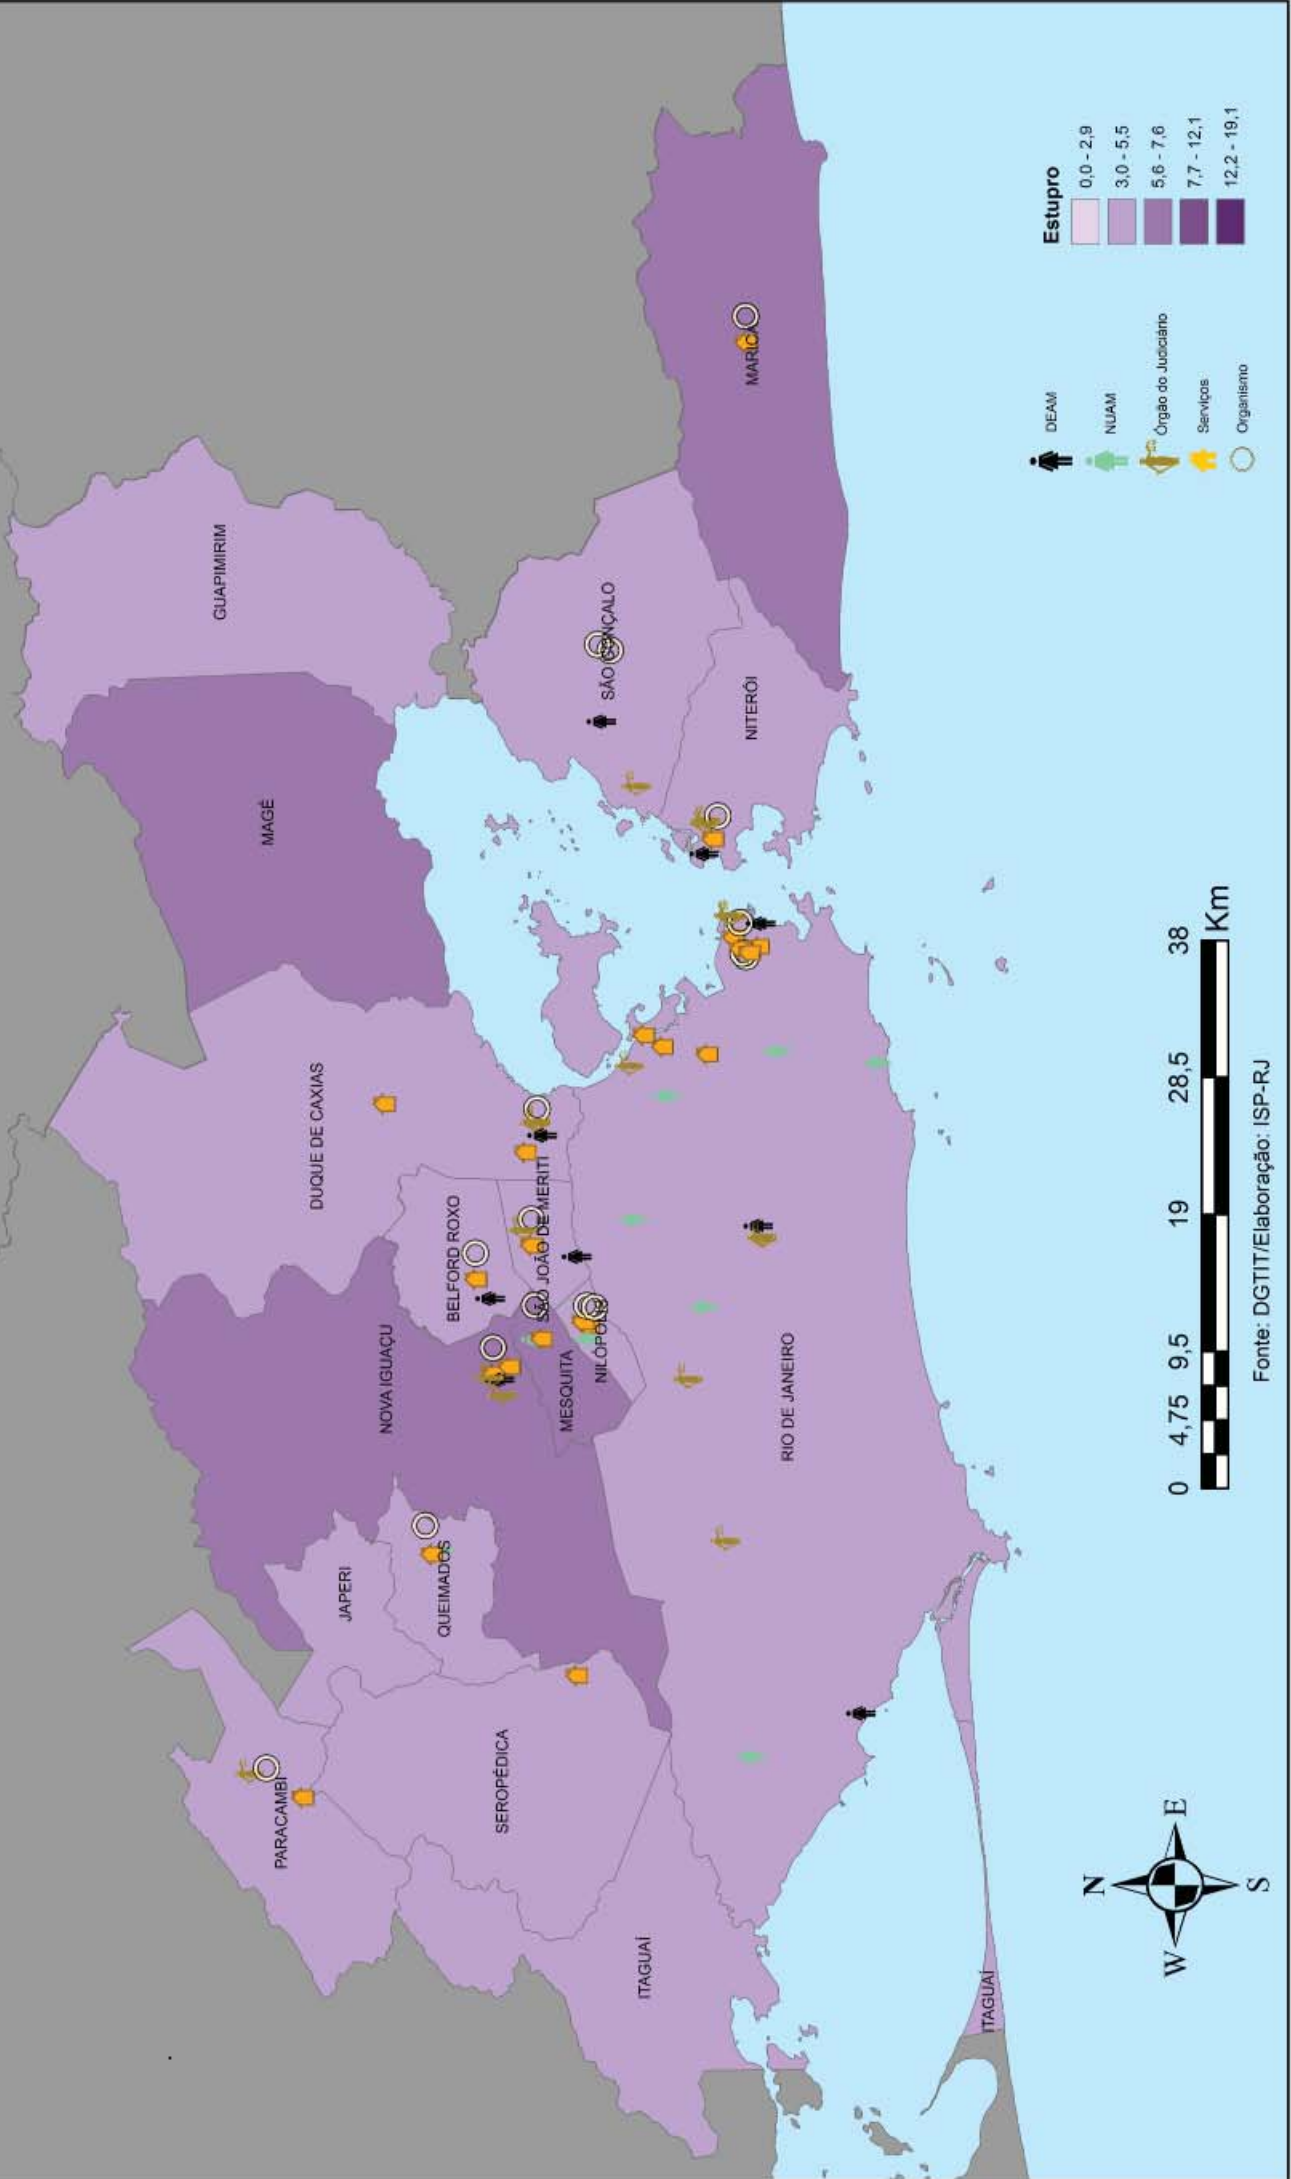 GUAPIMIRIM
MAGÉ
DUQUE DE CAXIAS
NOVA IGUAÇU
JAPERI
PARACAMBI
QUEIMADOS
BELFORD ROXO
SÃO JOÃO DE MERITI
MESQUITA
NILÓPOLIS
SEROPÉDICA
ITAGUAÍ
RIO DE JANEIRO
SÃO GONÇALO
NITERÓI
MARICÁ
ITAGUAÍ
N
W
E
S
0 4,75 9,5 19 28,5 38
Km
Fonte: DGTIT/Elaboração: ISP-RJ
DEAM
NUAM
Órgão do Judiciário
Serviços
Organismo
Estupro
0,0 - 2,9
3,0 - 5,5
5,6 - 7,6
7,7 - 12,1
12,2 - 19,1